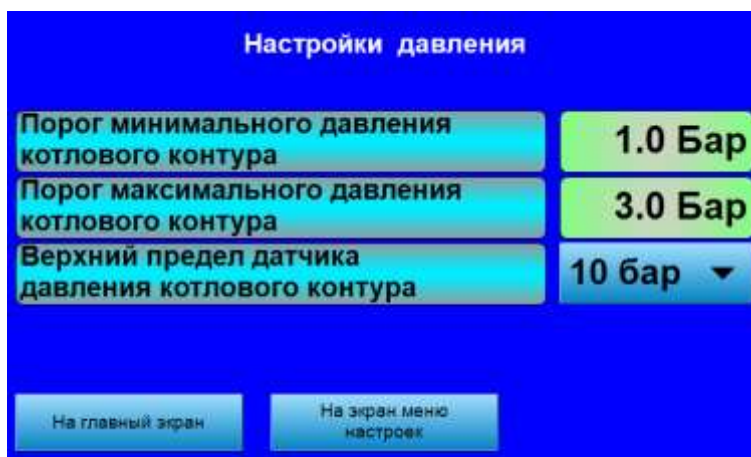 Настройки давления
Порог минимального давления
котлового контура
1.0 Бар
Порог максимального давления
котлового контура
3.0 Бар
Верхний предел датчика
давления котлового контура
10 бар
На главный экран
На экран меню
настроек